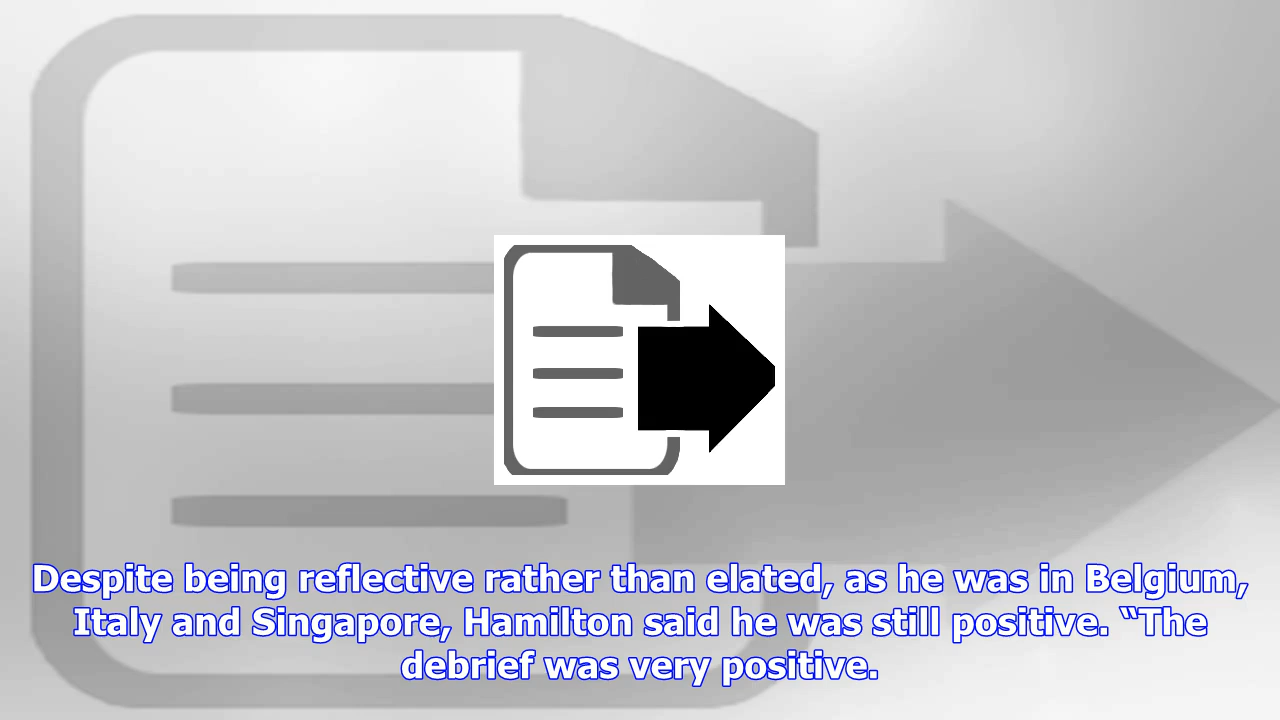 Despite being reflective rather than elated, as he was in Belgium,
Italy and Singapore, Hamilton said he was still positive. “The
debrief was very positive.